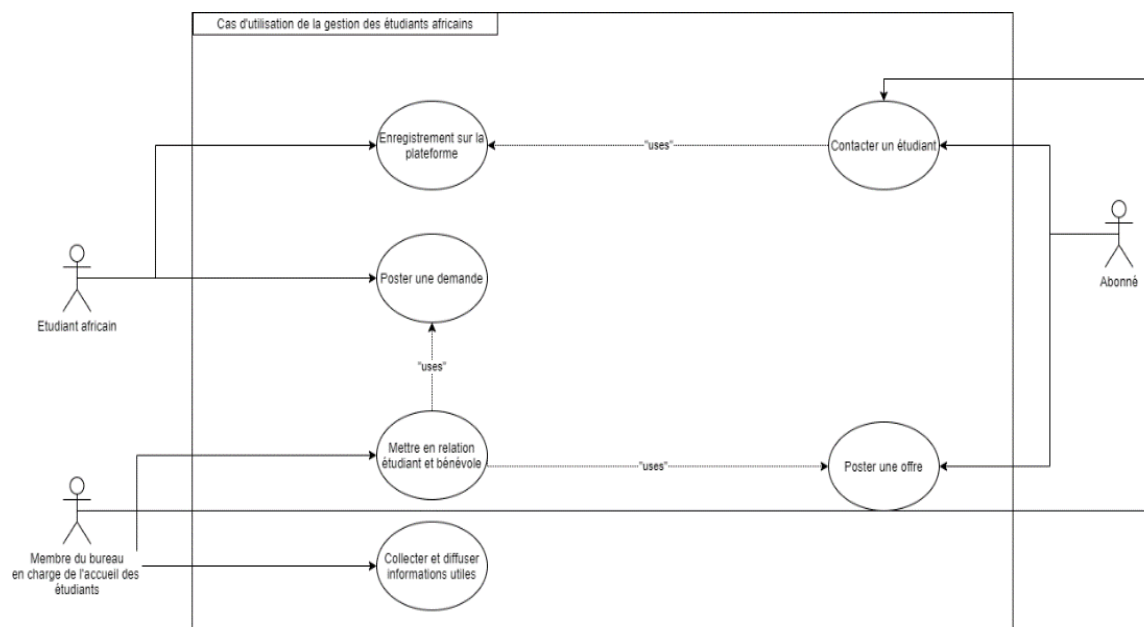 Cas d'utilisation de la gestion des étudiants africains
Enregistrement sur la
plateforme
"uses"
Contacter un étudiant
Etudiant africain
Poster une demande
Abonné
"uses"
Mettre en relation
étudiant et bénévole
"uses"
Poster une offre
Membre du bureau
en charge de l'accueil des
étudiants
Collecter et diffuser
informations utiles